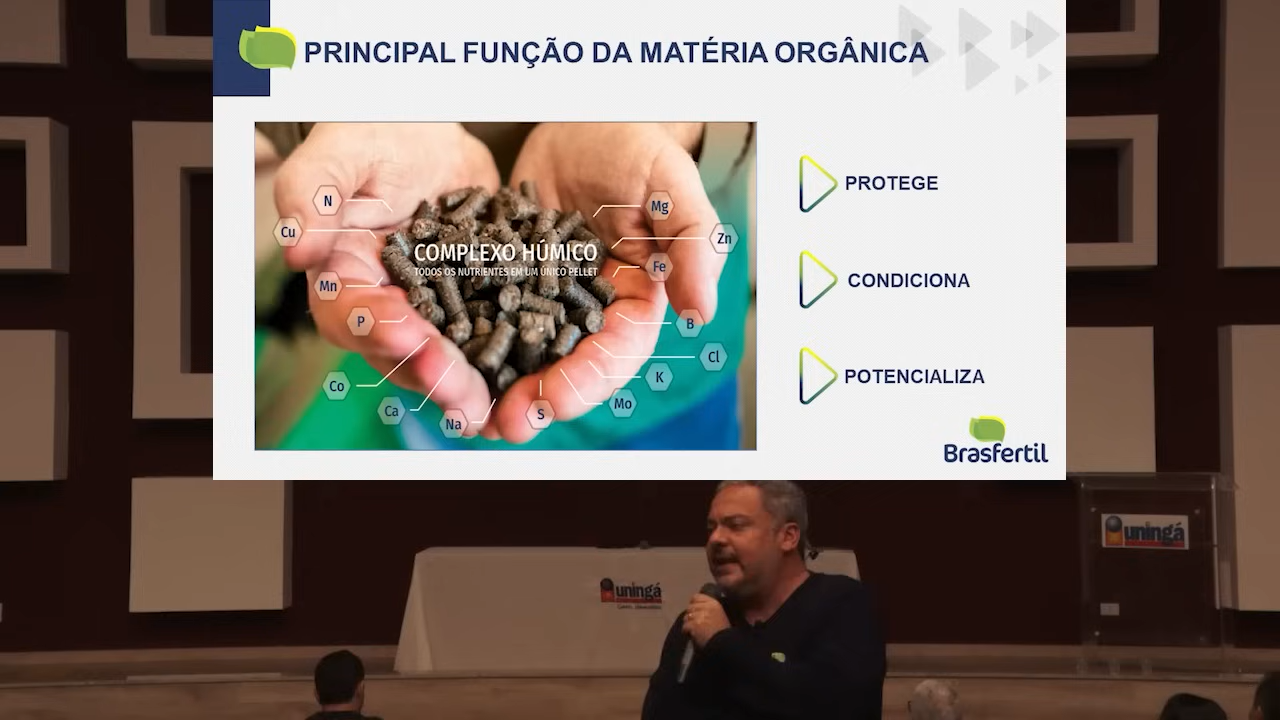 PRINCIPAL FUNÇÃO DA MATÉRIA ORGÂNICA
N
Cu
Mn
P
Co
Ca
Na
S
Mo
K
Cl
B
Fe
Zn
Mg
COMPLEXO HÚMICO
TODOS OS NUTRIENTES EM UM ÚNICO PELLET
PROTEGE
CONDICIONA
POTENCIALIZA
Brasfertil
uningá
uningá